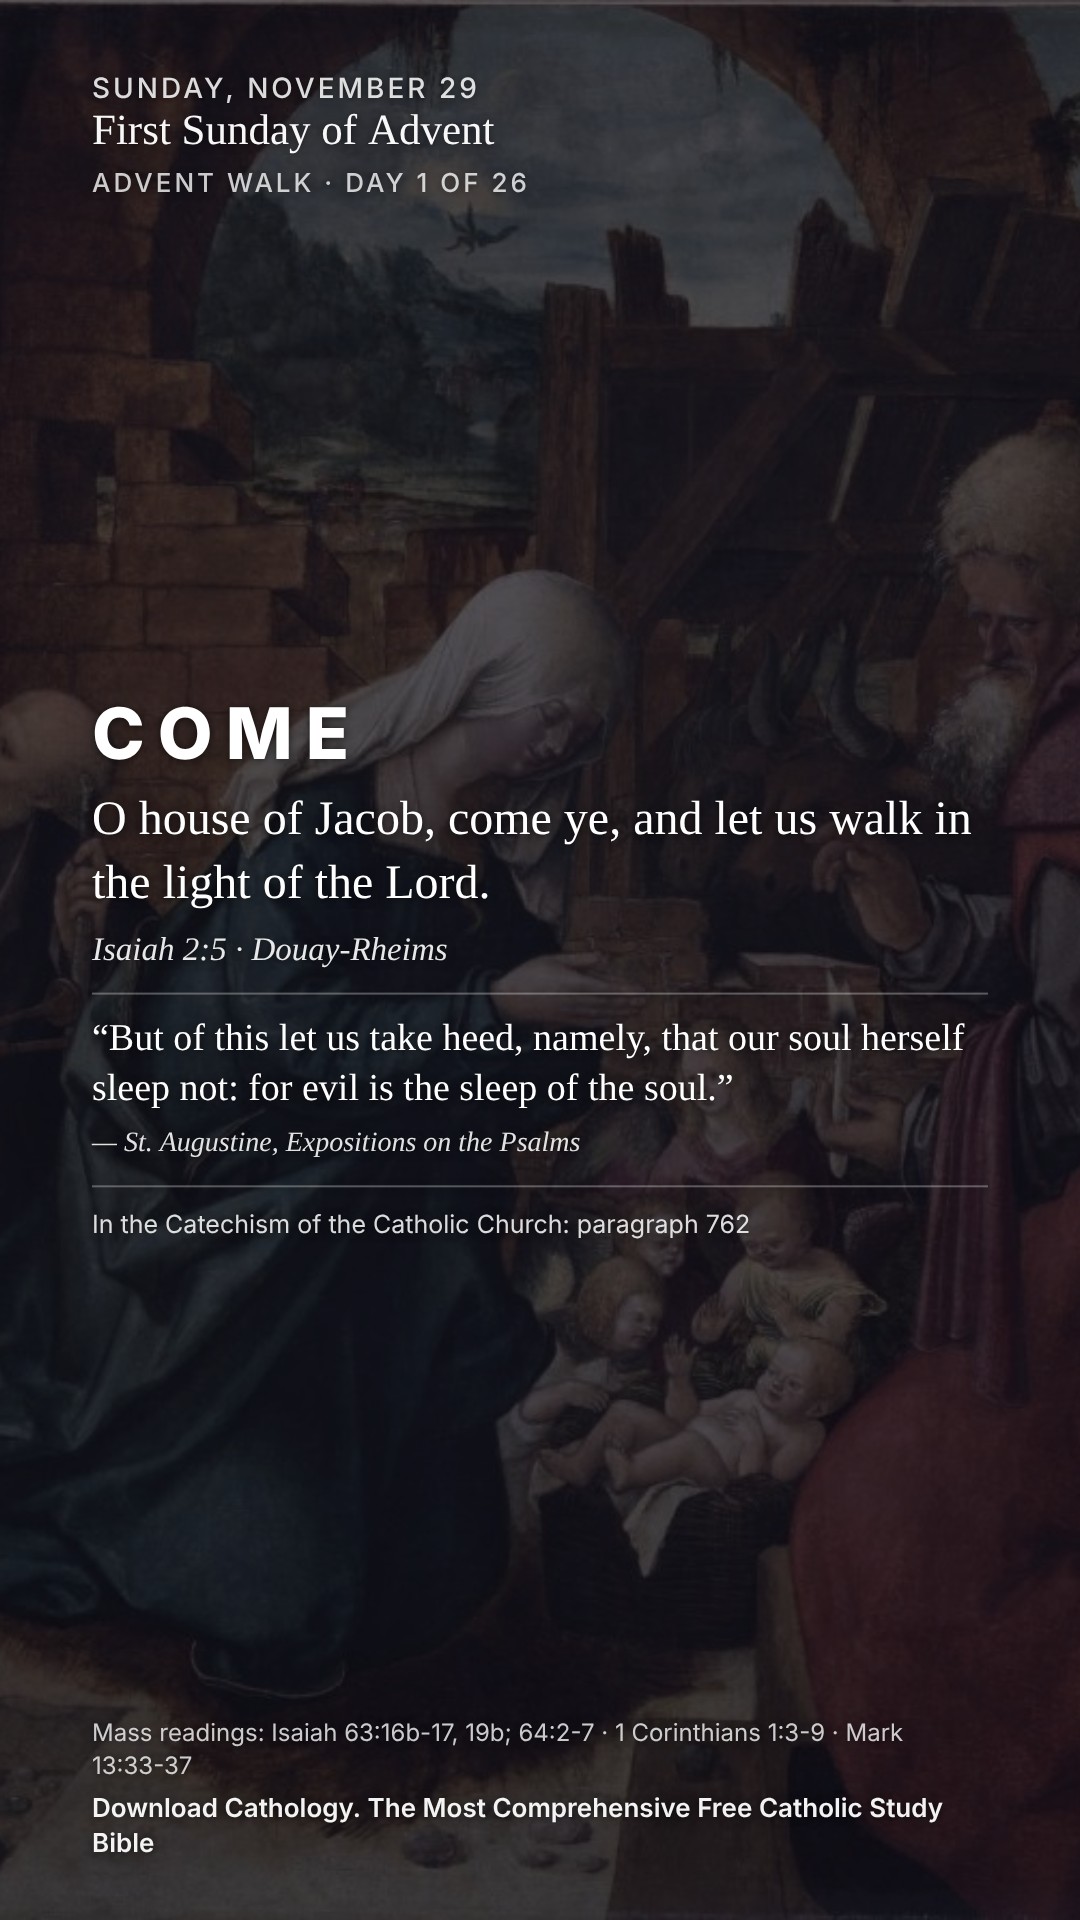 SUNDAY, NOVEMBER 29
First Sunday of Advent
ADVENT WALK · DAY 1 OF 26
COME
O house of Jacob, come ye, and let us walk in
the light of the Lord.
Isaiah 2:5 · Douay-Rheims
“But of this let us take heed, namely, that our soul herself
sleep not: for evil is the sleep of the soul.”
— St. Augustine, Expositions on the Psalms
In the Catechism of the Catholic Church: paragraph 762
Mass readings: Isaiah 63:16b-17, 19b; 64:2-7 · 1 Corinthians 1:3-9 · Mark
13:33-37
Download Cathology. The Most Comprehensive Free Catholic Study
Bible